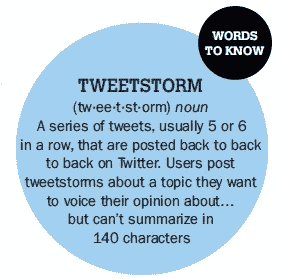 WORDS
TO KNOW
TWEETSTORM
(tw·ee·t·st·orm) noun
A series of tweets, usually 5 or 6
in a row, that are posted back to back
to back on Twitter. Users post
tweetstorms about a topic they want
to voice their opinion about...
but can't summarize in
140 characters